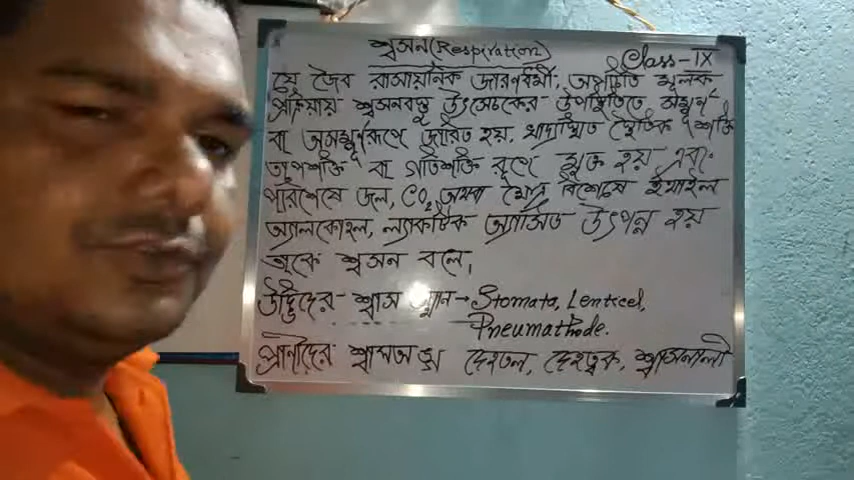 শ্বসন(Respiration)
Class-IX
যে জৈব রাসায়নিক জারণধর্মী, অপচিতি মূলক,
প্রক্রিয়ায় শ্বসনবস্তু উৎসেচকের উপস্থিতিতে সম্পূর্ণ
বা অসম্পূর্ণরূপে জারিত হয়, খাদ্যস্থিত স্থৈতিক শক্তি
তাপশক্তি বা গতিশক্তি রূপে মুক্ত হয় এবং
পরিশেষে জল, CO₂ অথবা ক্ষেত্র বিশেষে ইথাইল
অ্যালকোহল, ল্যাকটিক অ্যাসিড উৎপন্ন হয়
তাকে শ্বসন বলে।
উদ্ভিদের- শ্বাস স্থান → Stomata, Lenticel,
Pneumathode.
প্রাণীদের: শ্বাসঅঙ্গ দেহতল, দেহত্বক, শ্বাসনালী